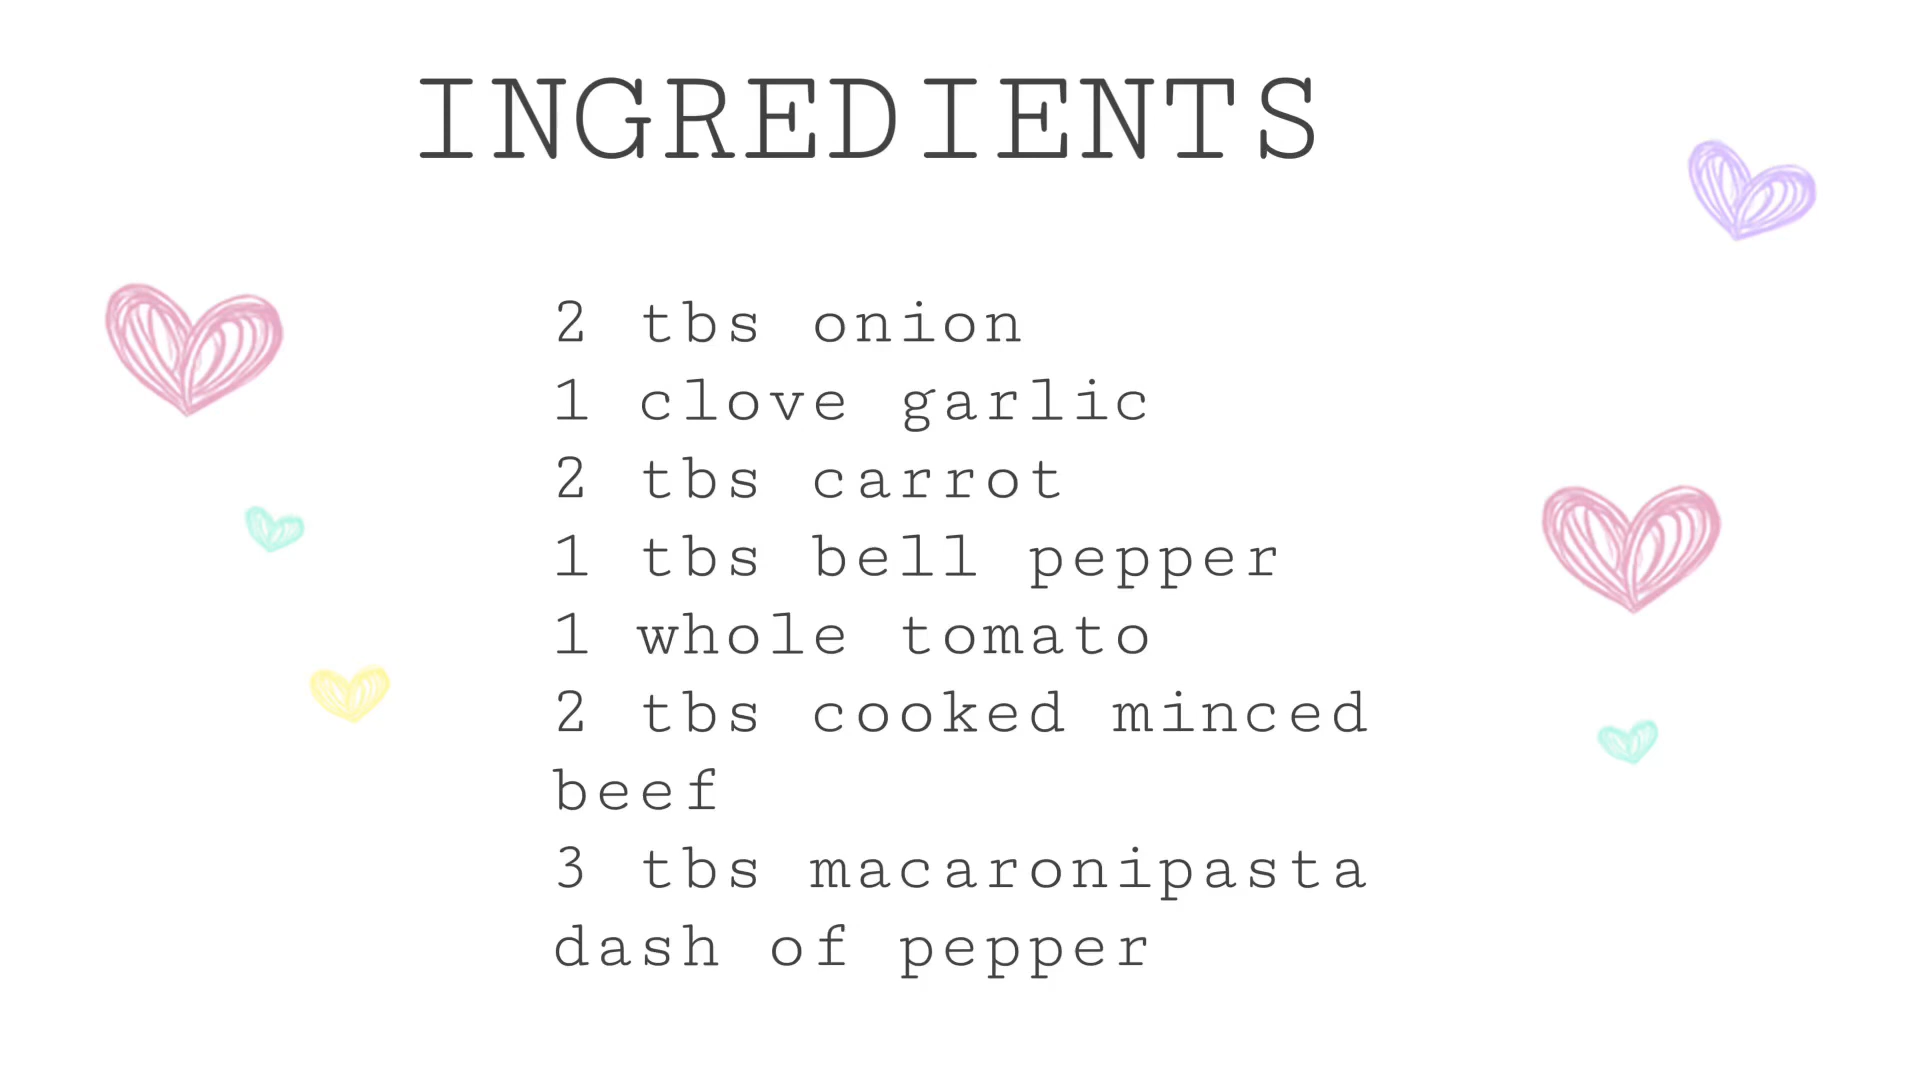 INGREDIENTS
2 tbs onion
1 clove garlic
2 tbs carrot
1 tbs bell pepper
1 whole tomato
2 tbs cooked minced
beef
3 tbs macaronipasta
dash of pepper